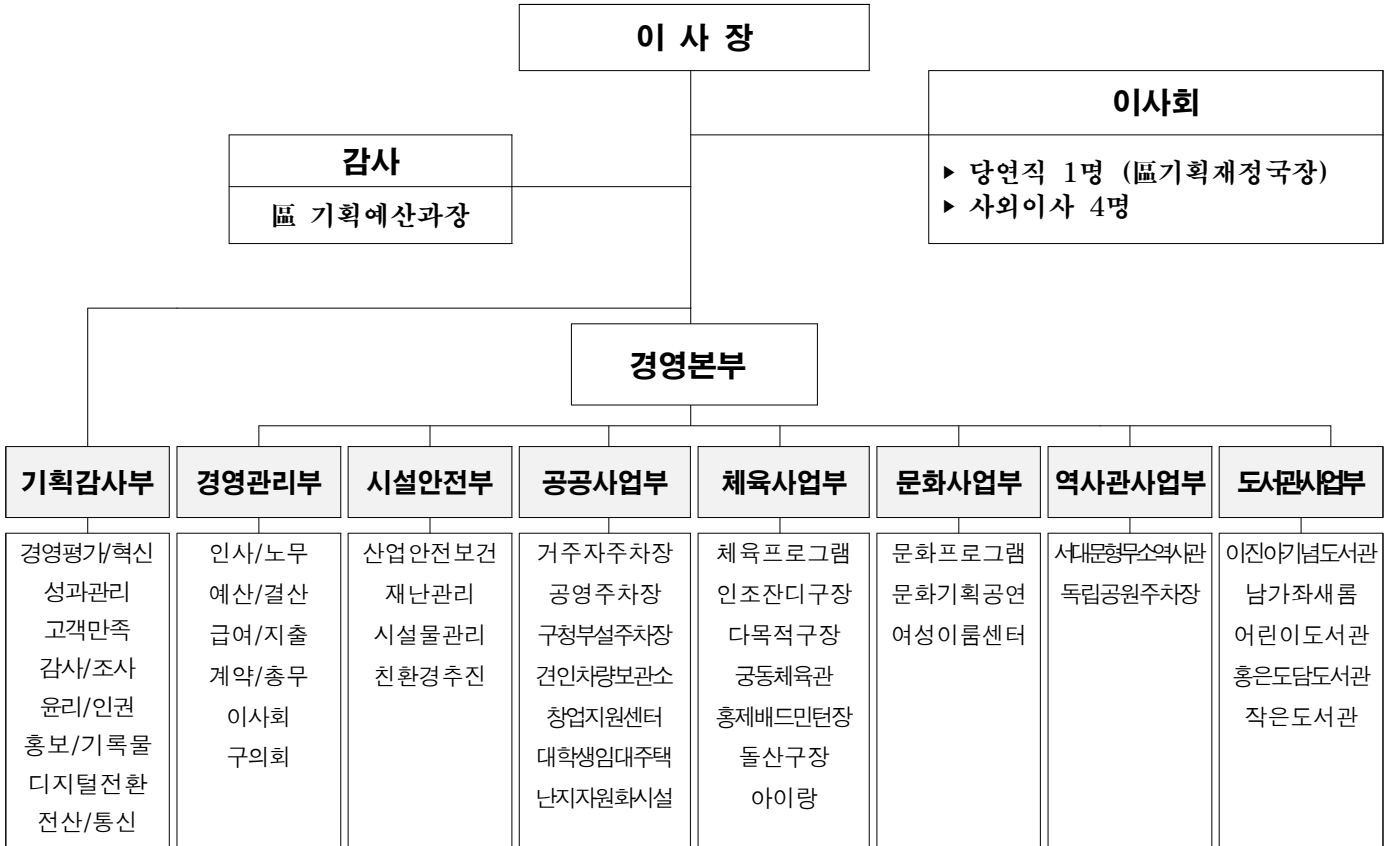 이 사 장
이사회
▶ 당연직 1명 (區기획재정국장)
▶ 사외이사 4명
감사
區 기획예산과장
경영본부
기획감사부
경영평가/혁신
성과관리
고객만족
감사/조사
윤리/인권
홍보/기록물
디지털전환
전산/통신
경영관리부
인사/노무
예산/결산
급여/지출
계약/총무
이사회
구의회
시설안전부
산업안전보건
재난관리
시설물관리
친환경추진
공공사업부
거주자주차장
공영주차장
구청부설주차장
견인차량보관소
창업지원센터
대학생임대주택
난지자원화시설
체육사업부
체육프로그램
인조잔디구장
다목적구장
궁동체육관
홍제배드민턴장
돌산구장
아이랑
문화사업부
문화프로그램
문화기획공연
여성이룸센터
역사관사업부
서대문형무소역사관
독립공원주차장
도서관사업부
이진아기념도서관
남가좌새롬
어린이도서관
홍은도담도서관
작은도서관